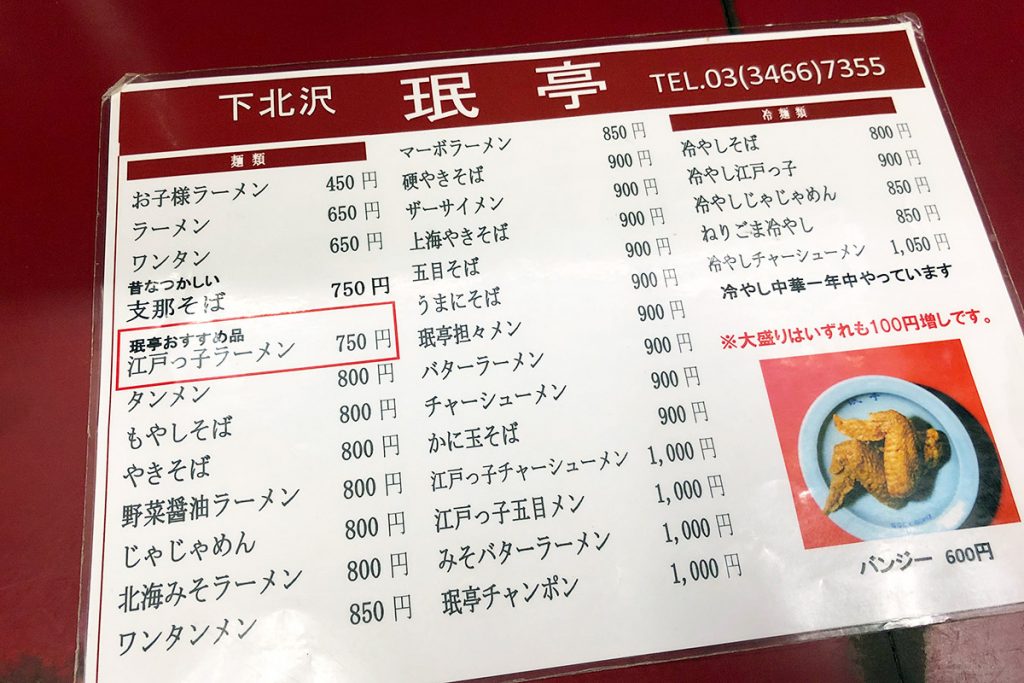 下北沢 珉亭 TEL.03(3466)7355
麺類
お子様ラーメン 450円
ラーメン 650円
ワンタン 650円
昔なつかしい
支那そば 750円
珉亭おすすめ品
江戸っ子ラーメン 750円
タンメン 800円
もやしそば 800円
やきそば 800円
野菜醤油ラーメン 800円
じゃじゃめん 800円
北海みそラーメン 800円
ワンタンメン 850円
マーボラーメン 850円
硬やきそば 900円
ザーサイメン 900円
上海やきそば 900円
五目そば 900円
うまにそば 900円
珉亭担々メン 900円
バターラーメン 900円
チャーシューメン 900円
かに玉そば 900円
江戸っ子チャーシューメン 1,000円
江戸っ子五目メン 1,000円
みそバターラーメン 1,000円
珉亭チャンポン 1,000円
冷麺類
冷やしそば 800円
冷やし江戸っ子 900円
冷やしじゃじゃめん 850円
ねりごま冷やし 850円
冷やしチャーシューメン 1,050円
冷やし中華一年中やっています
※大盛りはいずれも100円増しです。
バンジー 600円